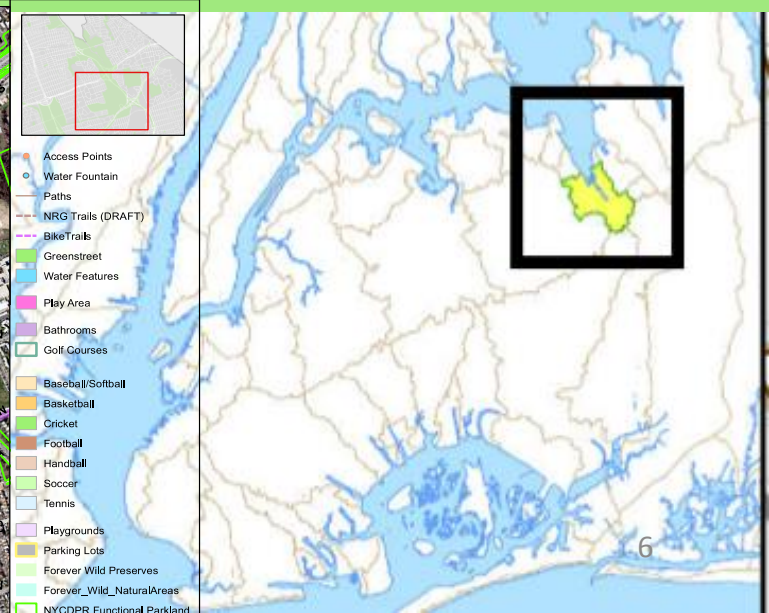 Access Points
Water Fountain
Paths
NRG Trails (DRAFT)
BikeTrails
Greenstreet
Water Features
Play Area
Bathrooms
Golf Courses
Baseball/Softball
Basketball
Cricket
Football
Handball
Soccer
Tennis
Playgrounds
Parking Lots
Forever Wild Preserves
Forever_Wild_NaturalAreas
NYCDPR Functional Parkland
6